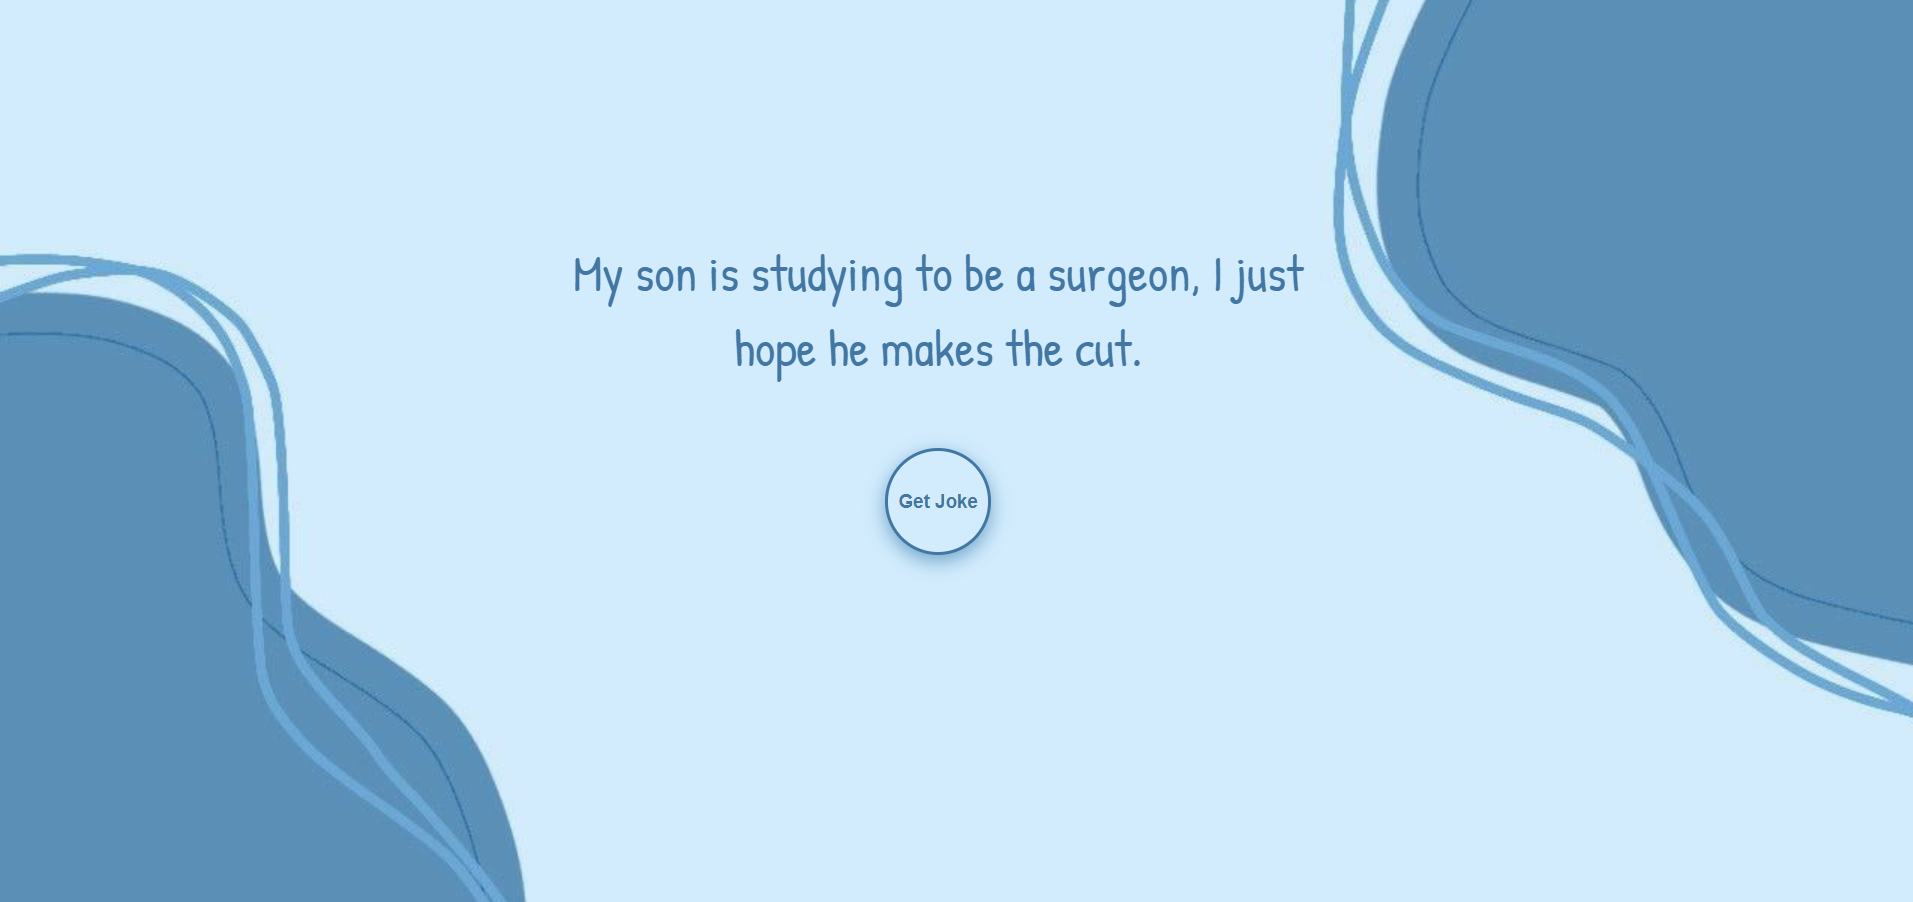 My son is studying to be a surgeon, I just
hope he makes the cut.
Get Joke